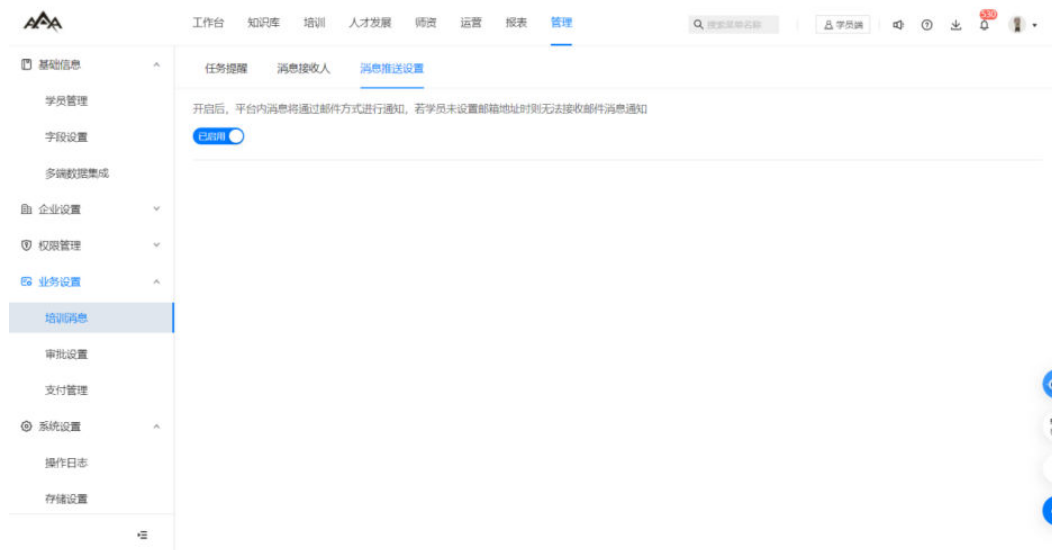 工作台 知识库 培训 人才发展 师资 运营 报表 管理 搜索菜单名称 学员端 530
基础信息
学员管理
字段设置
多端数据集成
企业设置
权限管理
业务设置
培训消息
审批设置
支付管理
系统设置
操作日志
存储设置
任务提醒 消息接收人 消息推送设置
开启后，平台内消息将通过邮件方式进行通知，若学员未设置邮箱地址时则无法接收邮件消息通知
已启用